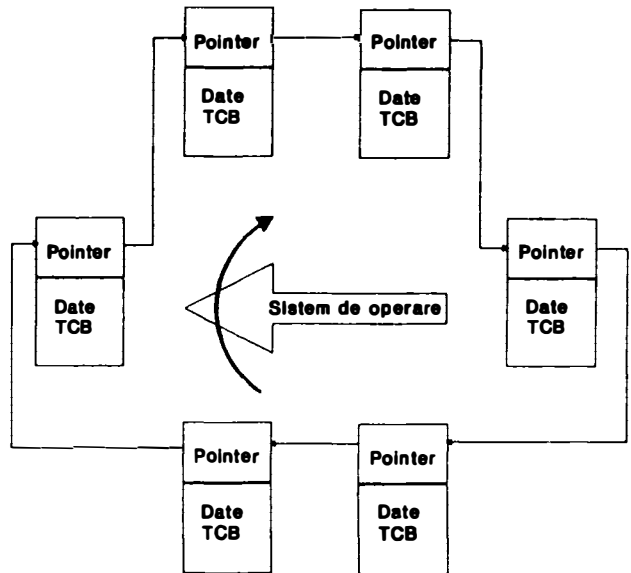 Pointer
Date
TCB
Pointer
Date
TCB
Pointer
Date
TCB
Sistem de operare
Pointer
Date
TCB
Pointer
Date
TCB
Pointer
Date
TCB